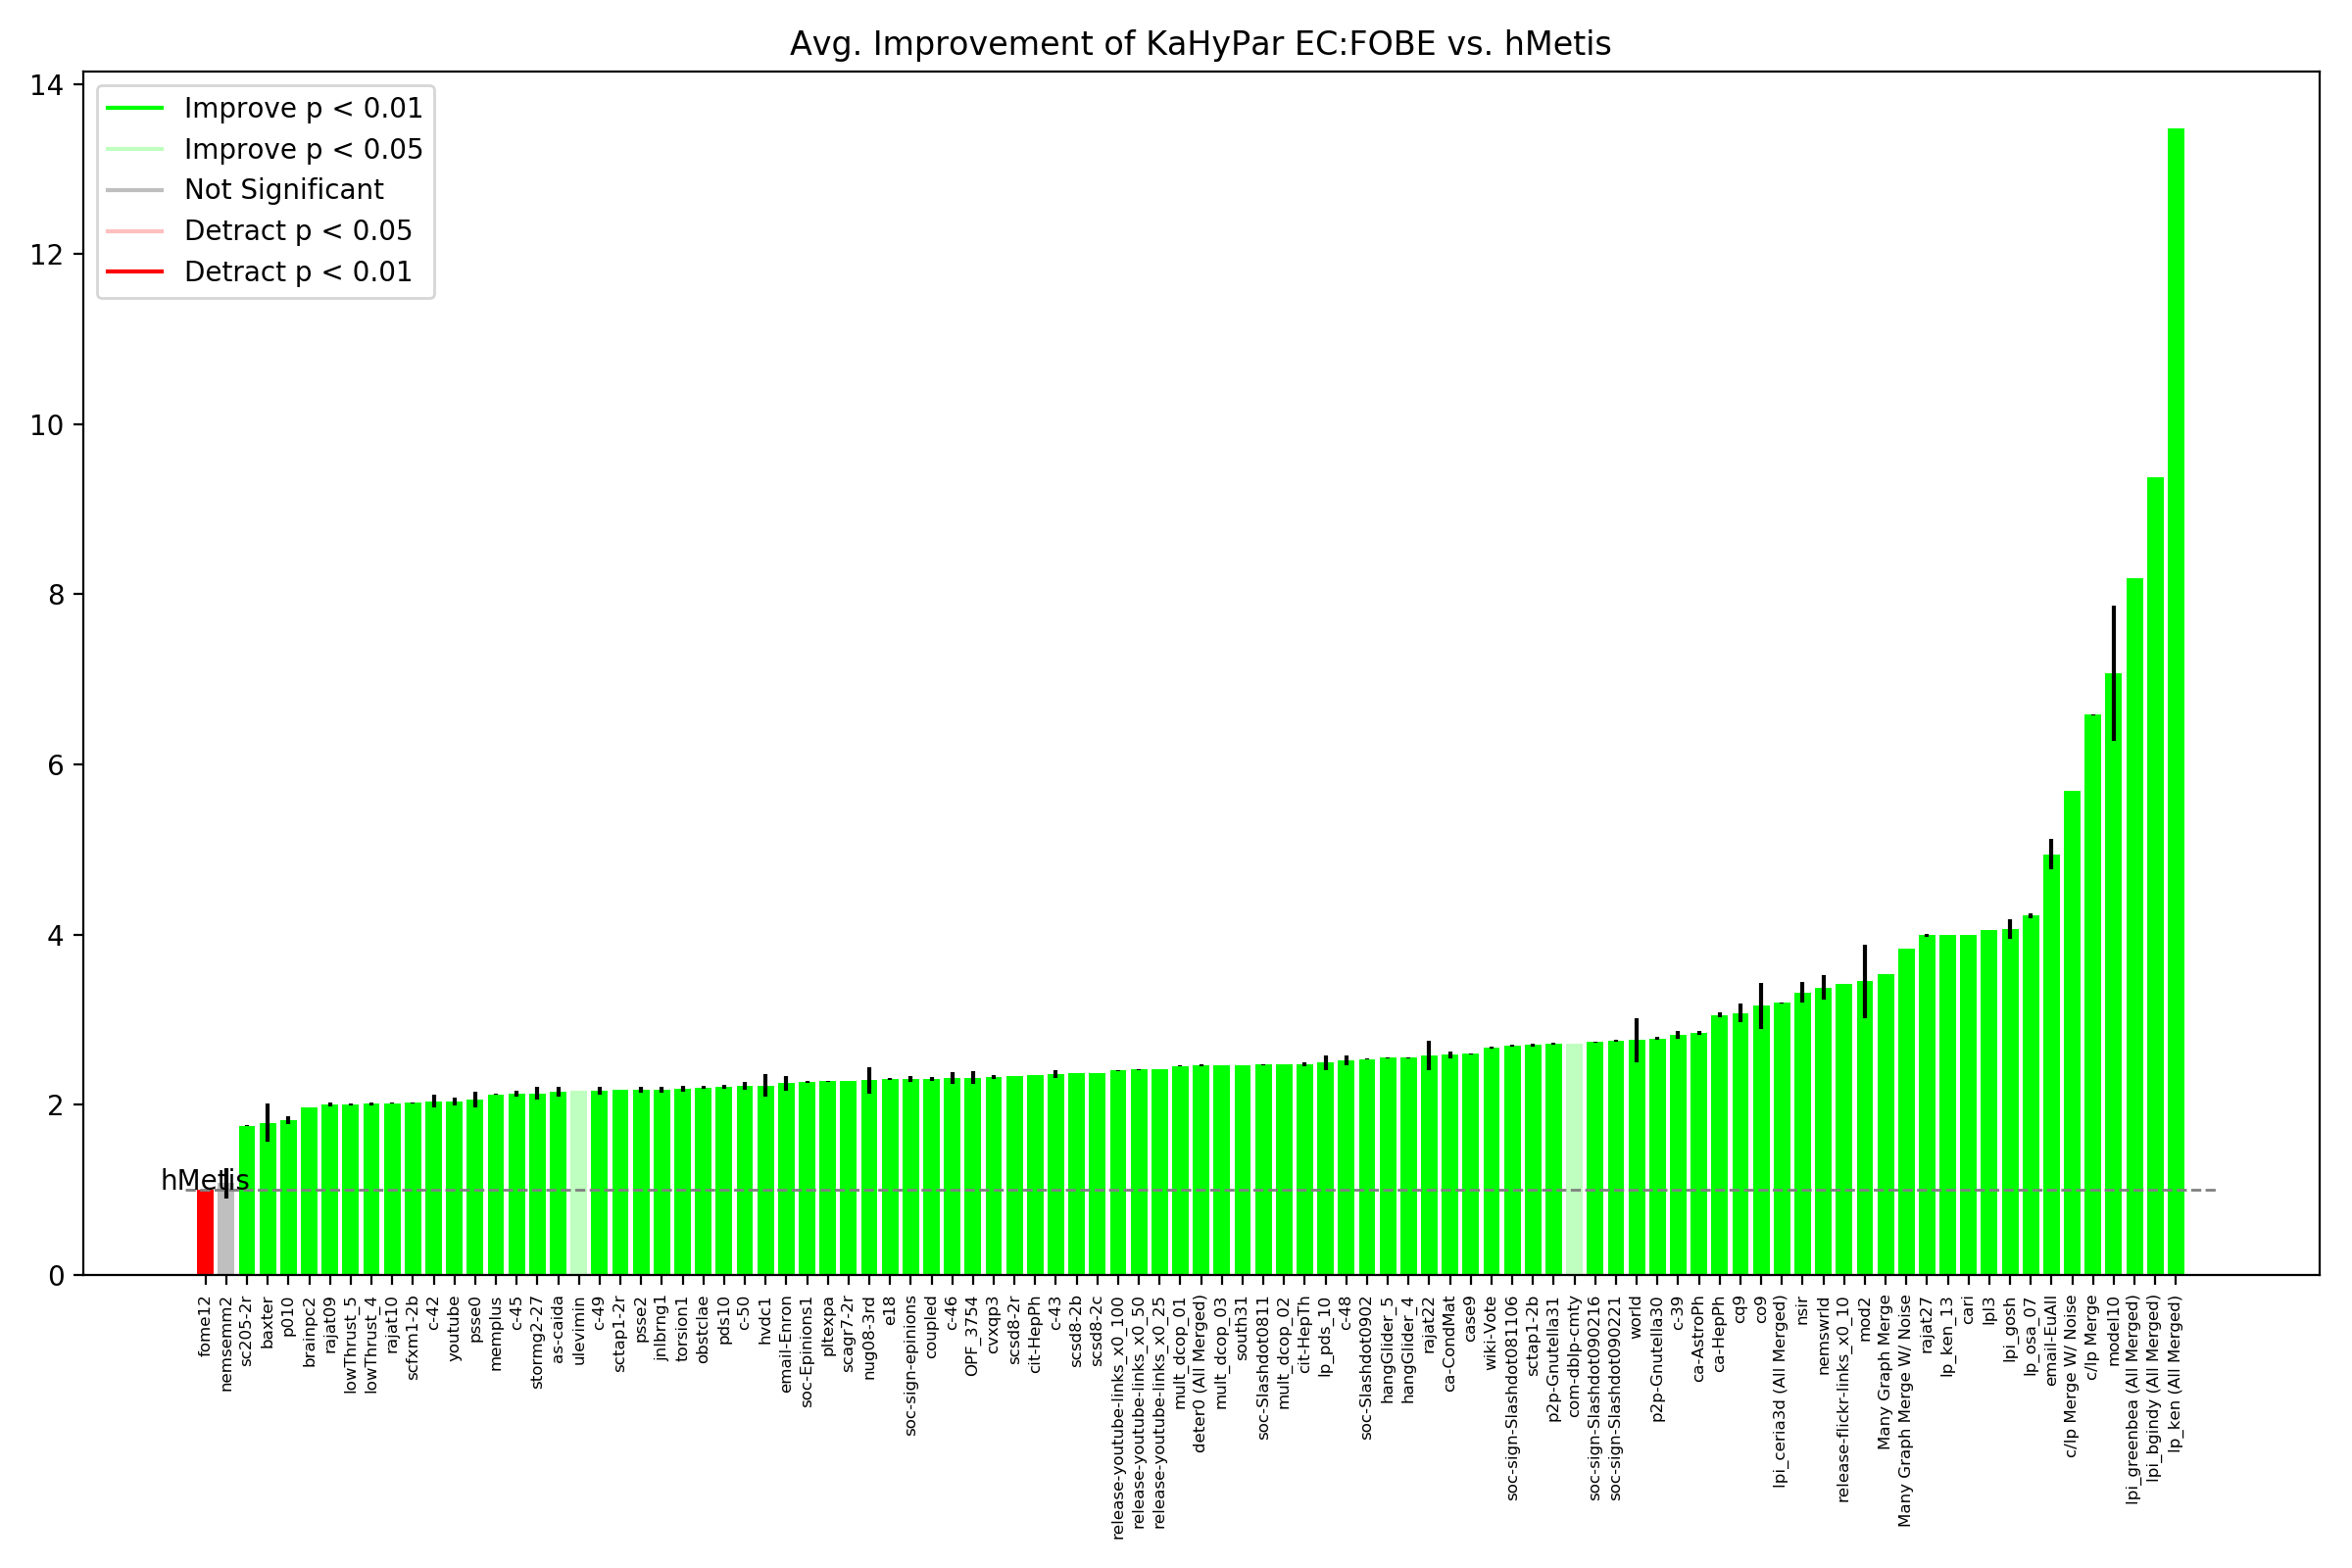 Avg. Improvement of KaHyPar EC:FOBE vs. hMetis
14
12
10
8
6
4
2
0
Improve p < 0.01
Improve p < 0.05
Not Significant
Detract p < 0.05
Detract p < 0.01
hMetis
fome12
nemsemm2
sc205-2r
baxter
p010
brainpc2
rajat09
lowThrust_5
lowThrust_4
rajat10
scfxm1-2b
c-42
youtube
psse0
memplus
c-45
stormg2-27
as-caida
ulevimin
c-49
sctap1-2r
psse2
jnlbrng1
torsion1
obstclae
pds10
c-50
hvdc1
email-Enron
soc-Epinions1
pltexpa
scagr7-2r
nug08-3rd
e18
soc-sign-epinions
coupled
c-46
OPF_3754
cvxqp3
scsd8-2r
cit-HepPh
c-43
scsd8-2b
scsd8-2c
release-youtube-links_x0_100
release-youtube-links_x0_50
release-youtube-links_x0_25
mult_dcop_01
deter0 (All Merged)
mult_dcop_03
south31
soc-Slashdot0811
mult_dcop_02
cit-HepTh
lp_pds_10
c-48
soc-Slashdot0902
hangGlider_5
hangGlider_4
rajat22
ca-CondMat
case9
wiki-Vote
soc-sign-Slashdot081106
sctap1-2b
p2p-Gnutella31
com-dblp-cmty
soc-sign-Slashdot090216
soc-sign-Slashdot090221
world
p2p-Gnutella30
c-39
ca-AstroPh
ca-HepPh
cq9
co9
lpi_ceria3d (All Merged)
nsir
nemswrld
release-flickr-links_x0_10
mod2
Many Graph Merge
Many Graph Merge W/ Noise
rajat27
lp_ken_13
cari
lpl3
lpi_gosh
lp_osa_07
email-EuAll
c/lp Merge W/ Noise
c/lp Merge
model10
lpi_greenbea (All Merged)
lpi_bgindy (All Merged)
lp_ken (All Merged)